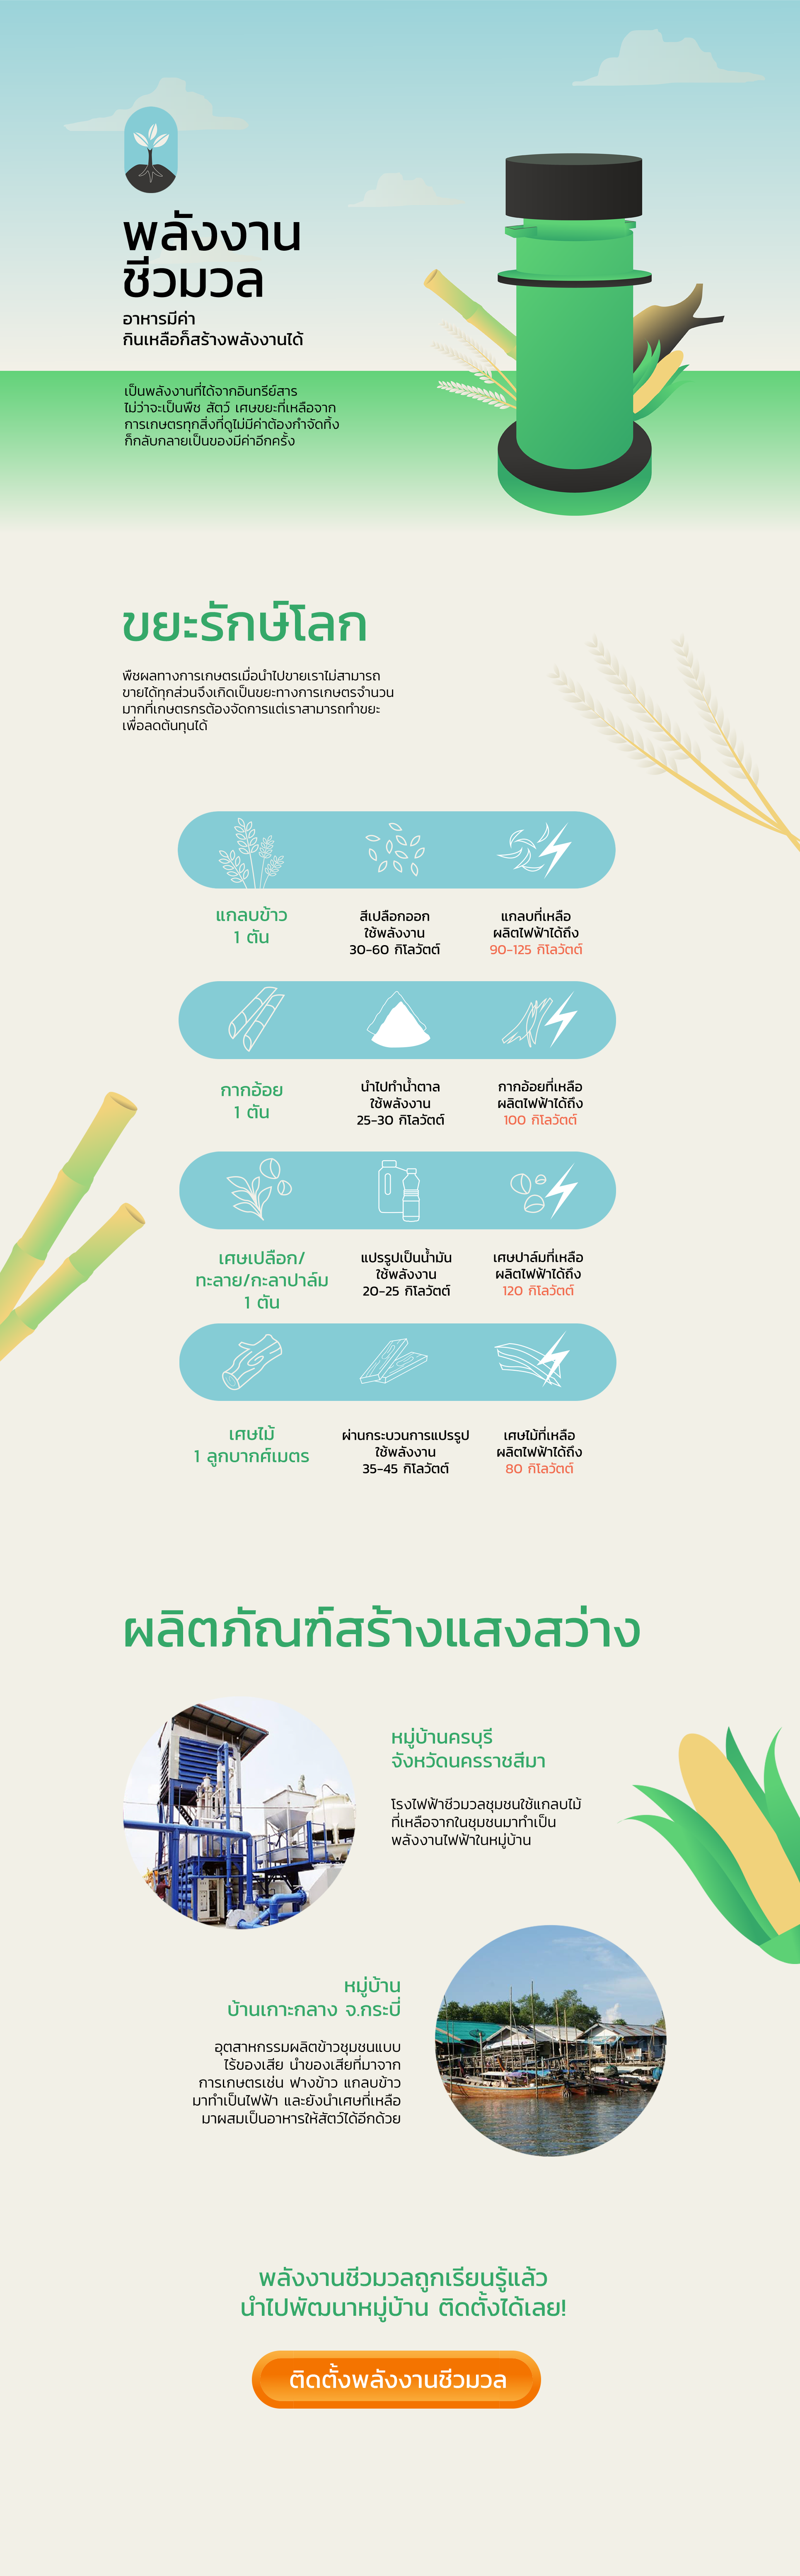 พลังงาน
ชีวมวล
อาหารมีค่า
กินเหลือก็สร้างพลังงานได้
เป็นพลังงานที่ได้จากอินทรีย์สาร
ไม่ว่าจะเป็นพืช สัตว์ เศษขยะที่เหลือจาก
การเกษตรทุกสิ่งที่ดูไม่มีค่าต้องกำจัดทิ้ง
ก็กลับกลายเป็นของมีค่าอีกครั้ง
ขยะรักษ์โลก
พืชผลทางการเกษตรเมื่อนำไปขายเราไม่สามารถ
ขายได้ทุกส่วนจึงเกิดเป็นขยะทางการเกษตรจำนวน
มากที่เกษตรกรต้องจัดการแต่เราสามารถทำขยะ
เพื่อลดต้นทุนได้
แกลบข้าว
1 ตัน
สีเปลือกออก
ใช้พลังงาน
30-60 กิโลวัตต์
แกลบที่เหลือ
ผลิตไฟฟ้าได้ถึง
90-125 กิโลวัตต์
กากอ้อย
1 ตัน
นำไปทำน้ำตาล
ใช้พลังงาน
25-30 กิโลวัตต์
กากอ้อยที่เหลือ
ผลิตไฟฟ้าได้ถึง
100 กิโลวัตต์
เศษเปลือก/
ทะลาย/กะลาปาล์ม
1 ตัน
แปรรูปเป็นน้ำมัน
ใช้พลังงาน
20-25 กิโลวัตต์
เศษปาล์มที่เหลือ
ผลิตไฟฟ้าได้ถึง
120 กิโลวัตต์
เศษไม้
1 ลูกบากศ์เมตร
ผ่านกระบวนการแปรรูป
ใช้พลังงาน
35-45 กิโลวัตต์
เศษไม้ที่เหลือ
ผลิตไฟฟ้าได้ถึง
80 กิโลวัตต์
ผลิตภัณฑ์สร้างแสงสว่าง
หมู่บ้านครบุรี
จังหวัดนครราชสีมา
โรงไฟฟ้าชีวมวลชุมชนใช้แกลบไม้
ที่เหลือจากในชุมชนมาทำเป็น
พลังงานไฟฟ้าในหมู่บ้าน
หมู่บ้าน
บ้านเกาะกลาง จ.กระบี่
อุตสาหกรรมผลิตข้าวชุมชนแบบ
ไร้ของเสีย นำของเสียที่มาจาก
การเกษตรเช่น ฟางข้าว แกลบข้าว
มาทำเป็นไฟฟ้า และยังนำเศษที่เหลือ
มาผสมเป็นอาหารให้สัตว์ได้อีกด้วย
พลังงานชีวมวลถูกเรียนรู้แล้ว
นำไปพัฒนาหมู่บ้าน ติดตั้งได้เลย!
ติดตั้งพลังงานชีวมวล